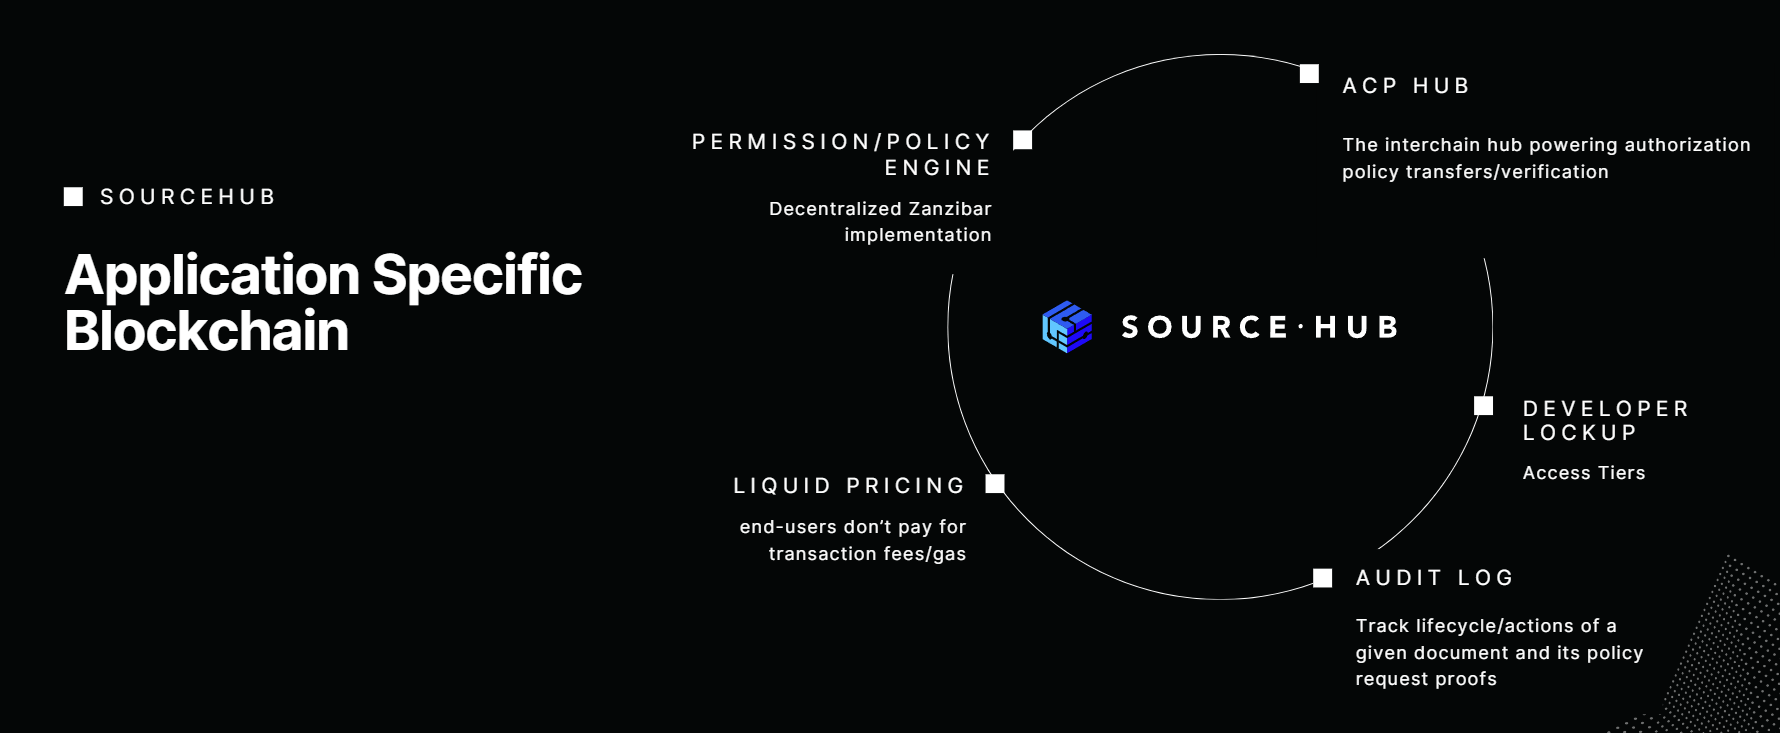 SOURCEHUB
Application Specific
Blockchain
PERMISSION/POLICY
ENGINE
Decentralized Zanzibar
implementation
ACP HUB
The interchain hub powering authorization
policy transfers/verification
SOURCE·HUB
DEVELOPER
LOCKUP
Access Tiers
LIQUID PRICING
end-users don’t pay for
transaction fees/gas
AUDIT LOG
Track lifecycle/actions of a
given document and its policy
request proofs